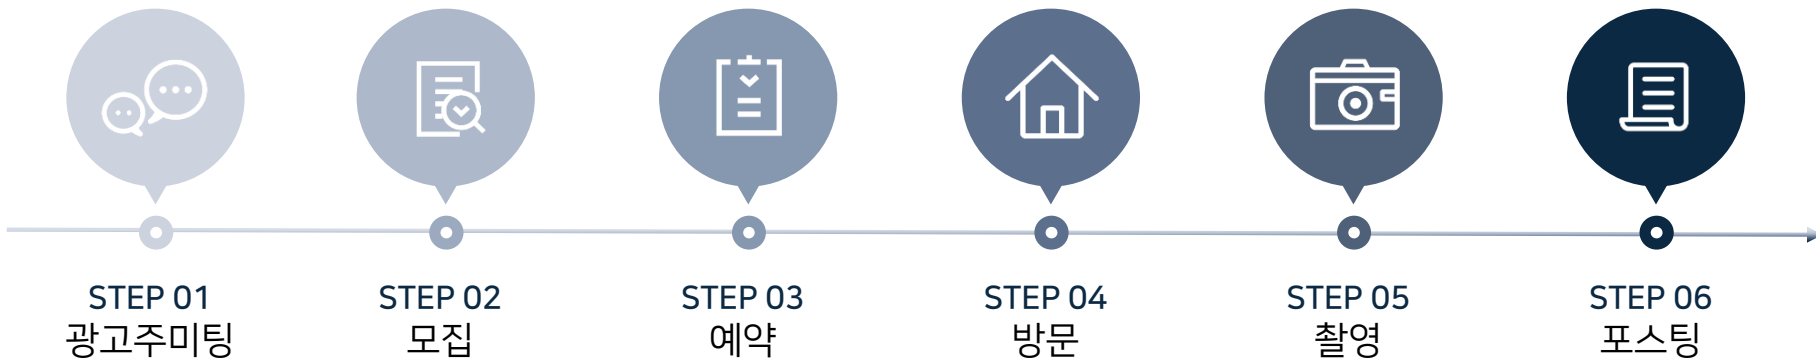 STEP 01
광고주미팅
STEP 02
모집
STEP 03
예약
STEP 04
방문
STEP 05
촬영
STEP 06
포스팅